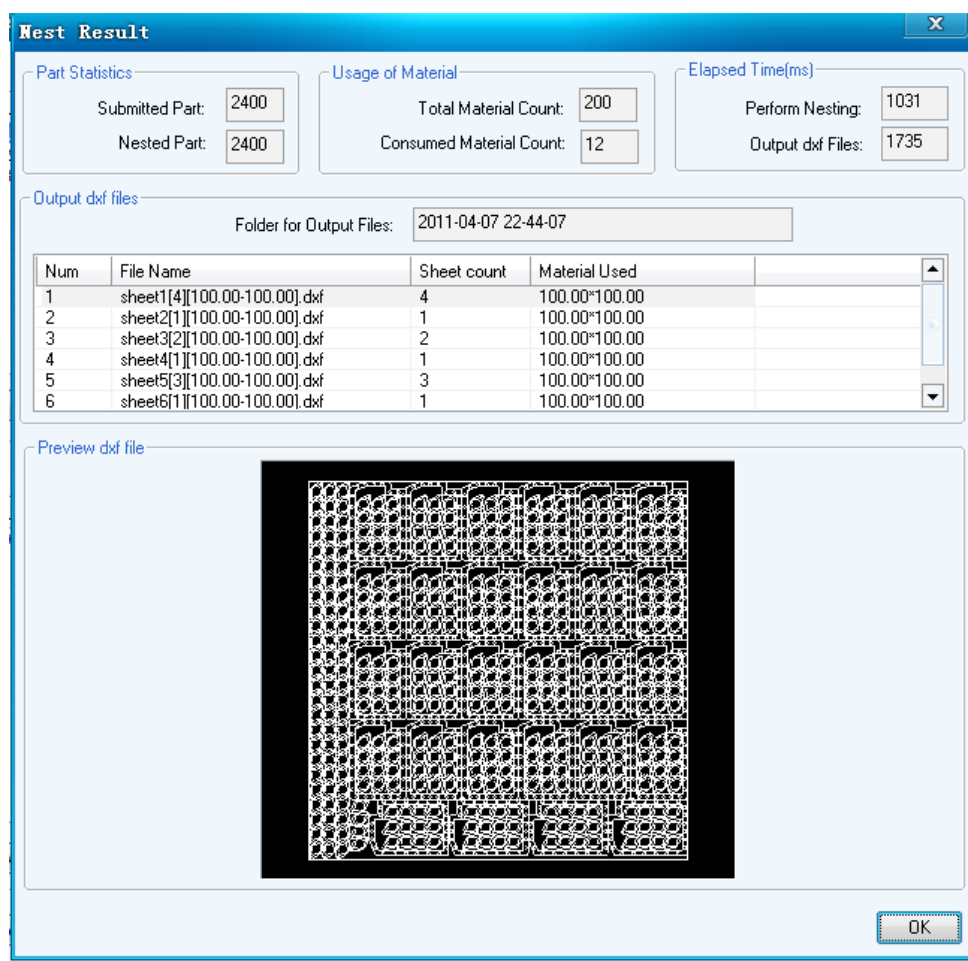 Nest Result
Part Statistics
Submitted Part: 2400
Nested Part: 2400
Usage of Material
Total Material Count: 200
Consumed Material Count: 12
Elapsed Time(ms)
Perform Nesting: 1031
Output dxf Files: 1735
Output dxf files
Folder for Output Files: 2011-04-07 22-44-07
Num File Name Sheet count Material Used
1 sheet1[4][100.00-100.00].dxf 4 100.00*100.00
2 sheet2[1][100.00-100.00].dxf 1 100.00*100.00
3 sheet3[2][100.00-100.00].dxf 2 100.00*100.00
4 sheet4[1][100.00-100.00].dxf 1 100.00*100.00
5 sheet5[3][100.00-100.00].dxf 3 100.00*100.00
6 sheet6[1][100.00-100.00].dxf 1 100.00*100.00
Preview dxf file
OK